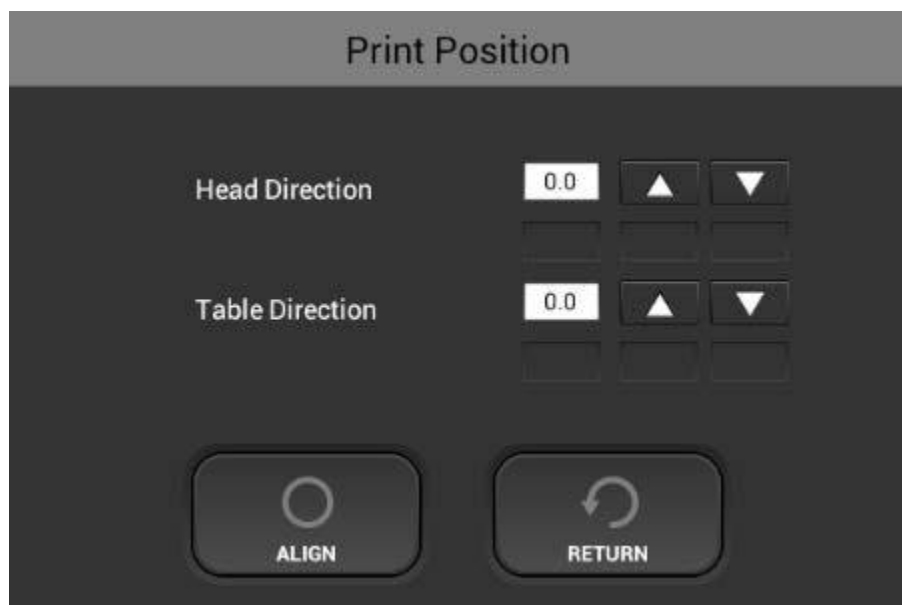 Print Position
Head Direction 0.0
Table Direction 0.0
ALIGN RETURN